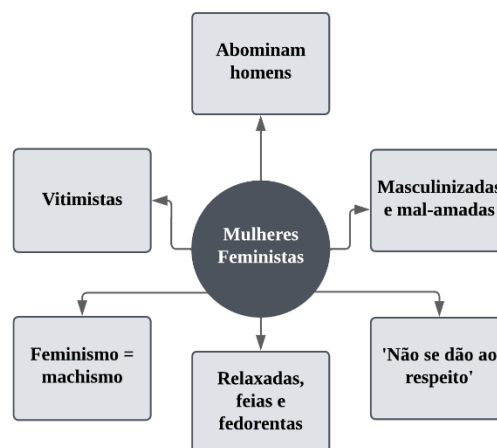 Abominam
homens
Vitimistas
Masculinizadas
e mal-amadas
Mulheres
Feministas
Feminismo =
machismo
Relaxadas,
feias e
fedorentas
'Não se dão ao
respeito'